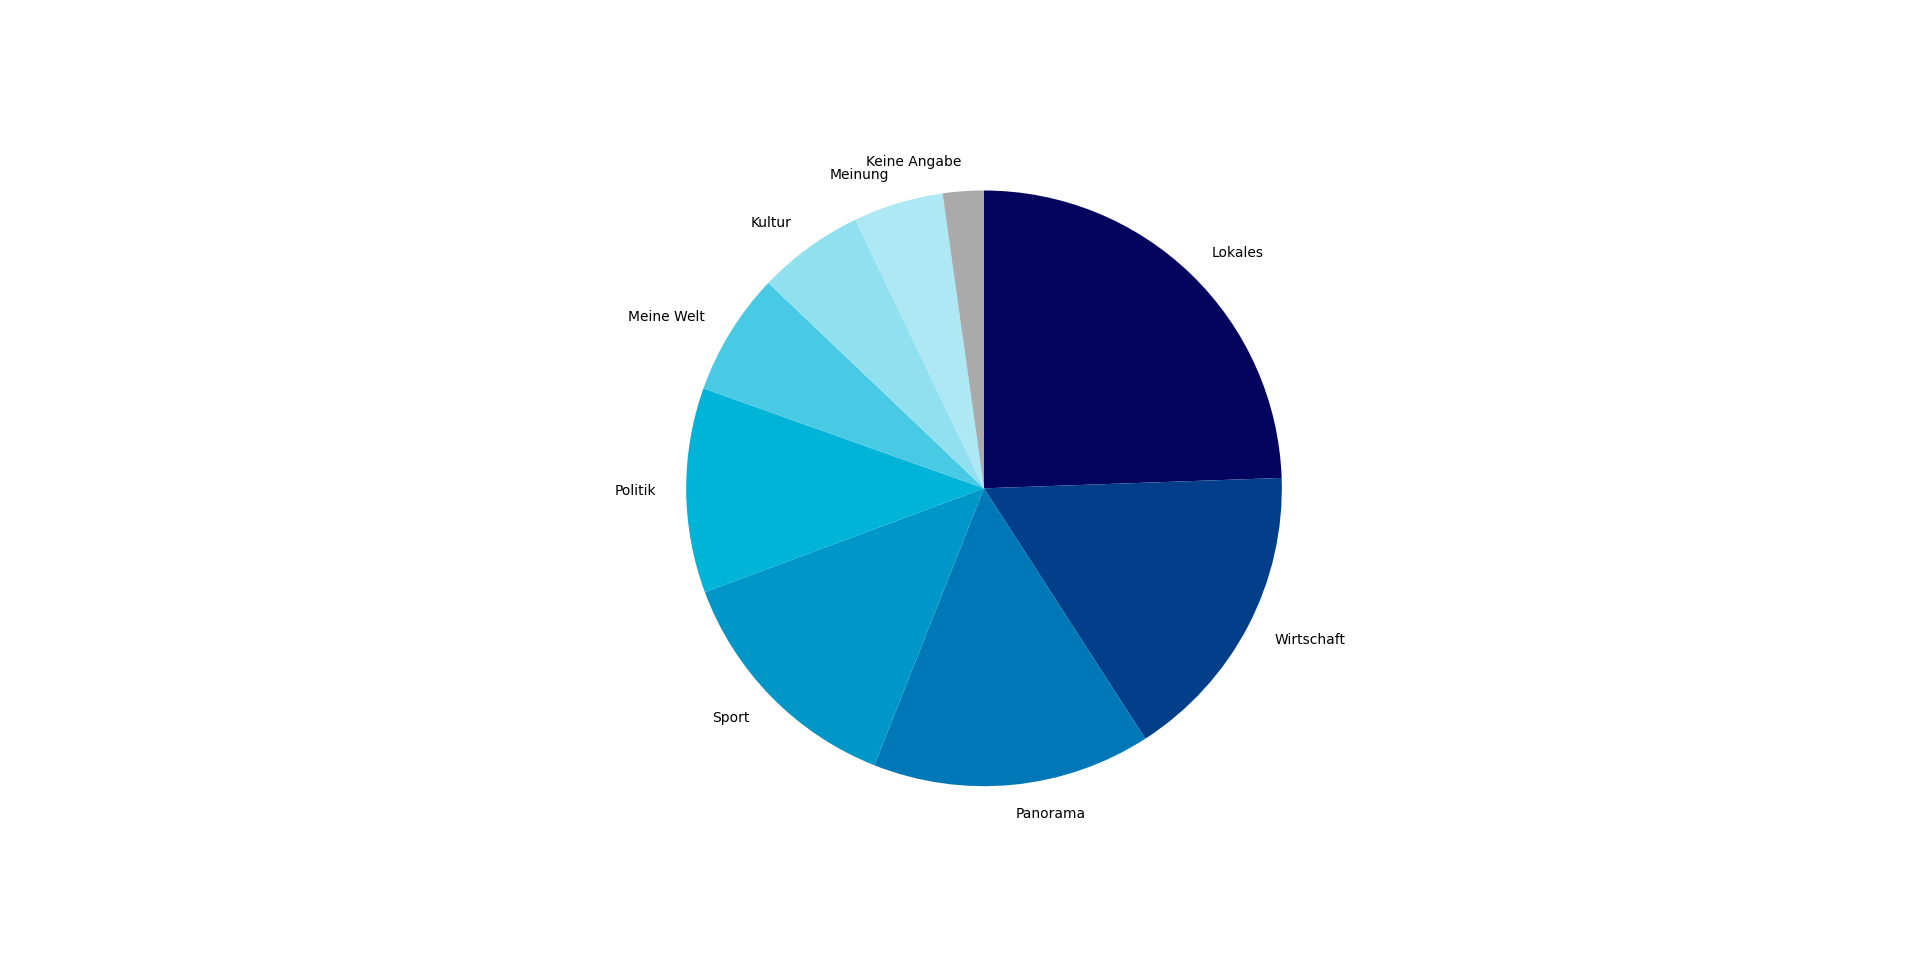 Keine Angabe
Meinung
Kultur
Lokales
Meine Welt
Politik
Wirtschaft
Sport
Panorama